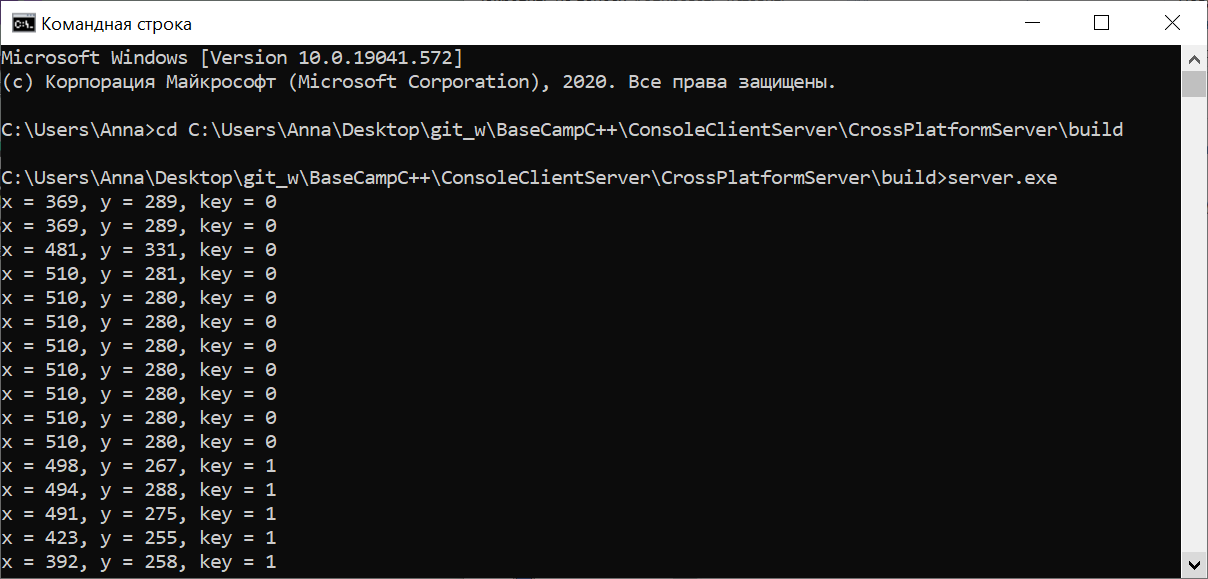 Командная строка
Microsoft Windows [Version 10.0.19041.572]
(c) Корпорация Майкрософт (Microsoft Corporation), 2020. Все права защищены.
C:\Users\Anna>cd C:\Users\Anna\Desktop\git_w\BaseCampC++\ConsoleClientServer\CrossPlatformServer\build
C:\Users\Anna\Desktop\git_w\BaseCampC++\ConsoleClientServer\CrossPlatformServer\build>server.exe
x = 369, y = 289, key = 0
x = 369, y = 289, key = 0
x = 481, y = 331, key = 0
x = 510, y = 281, key = 0
x = 510, y = 280, key = 0
x = 510, y = 280, key = 0
x = 510, y = 280, key = 0
x = 510, y = 280, key = 0
x = 510, y = 280, key = 0
x = 510, y = 280, key = 0
x = 510, y = 280, key = 0
x = 498, y = 267, key = 1
x = 494, y = 288, key = 1
x = 491, y = 275, key = 1
x = 423, y = 255, key = 1
x = 392, y = 258, key = 1